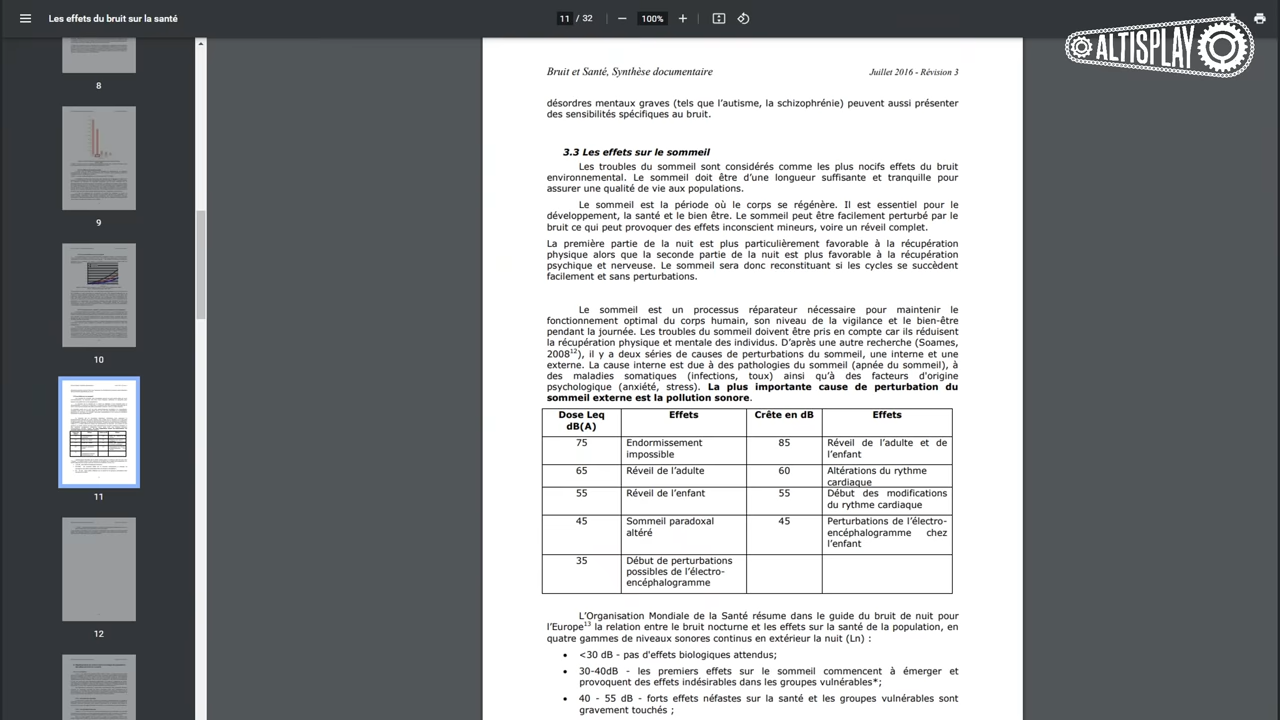 Les effets du bruit sur la santé
11 / 32
100%
ALTISPLAY
8
9
10
11
12
Bruit et Santé, Synthèse documentaire
Juillet 2016 - Révision 3
désordres mentaux graves (tels que l'autisme, la schizophrénie) peuvent aussi présenter
des sensibilités spécifiques au bruit.
3.3 Les effets sur le sommeil
Les troubles du sommeil sont considérés comme les plus nocifs effets du bruit
environnemental. Le sommeil doit être d'une longueur suffisante et tranquille pour
assurer une qualité de vie aux populations.
Le sommeil est la période où le corps se régénère. Il est essentiel pour le
développement, la santé et le bien être. Le sommeil peut être facilement perturbé par le
bruit ce qui peut provoquer des effets inconscient mineurs, voire un réveil complet.
La première partie de la nuit est plus particulièrement favorable à la récupération
physique alors que la seconde partie de la nuit est plus favorable à la récupération
psychique et nerveuse. Le sommeil sera donc reconstituant si les cycles se succèdent
facilement et sans perturbations.
Le sommeil est un processus réparateur nécessaire pour maintenir le
fonctionnement optimal du corps humain, son niveau de la vigilance et le bien-être
pendant la journée. Les troubles du sommeil doivent être pris en compte car ils réduisent
la récupération physique et mentale des individus. D'après une autre recherche (Soames,
2008¹²), il y a deux séries de causes de perturbations du sommeil, une interne et une
externe. La cause interne est due à des pathologies du sommeil (apnée du sommeil), à
des maladies somatiques (infections, toux) ainsi qu'à des facteurs d'origine
psychologique (anxiété, stress). La plus importante cause de perturbation du
sommeil externe est la pollution sonore.
Dose Leq dB(A) Effets Crête en dB Effets
75 Endormissement impossible 85 Réveil de l'adulte et de l'enfant
65 Réveil de l'adulte 60 Altérations du rythme cardiaque
55 Réveil de l'enfant 55 Début des modifications du rythme cardiaque
45 Sommeil paradoxal altéré 45 Perturbations de l'électro-encéphalogramme chez l'enfant
35 Début de perturbations possibles de l'électro-encéphalogramme
L'Organisation Mondiale de la Santé résume dans le guide du bruit de nuit pour
l'Europe¹³ la relation entre le bruit nocturne et les effets sur la santé de la population, en
quatre gammes de niveaux sonores continus en extérieur la nuit (Ln) :
• <30 dB - pas d'effets biologiques attendus;
• 30-40dB - les premiers effets sur le sommeil commencent à émerger et
provoquent des effets indésirables dans les groupes vulnérables*;
• 40 - 55 dB - forts effets néfastes sur la santé et les groupes vulnérables sont
gravement touchés ;